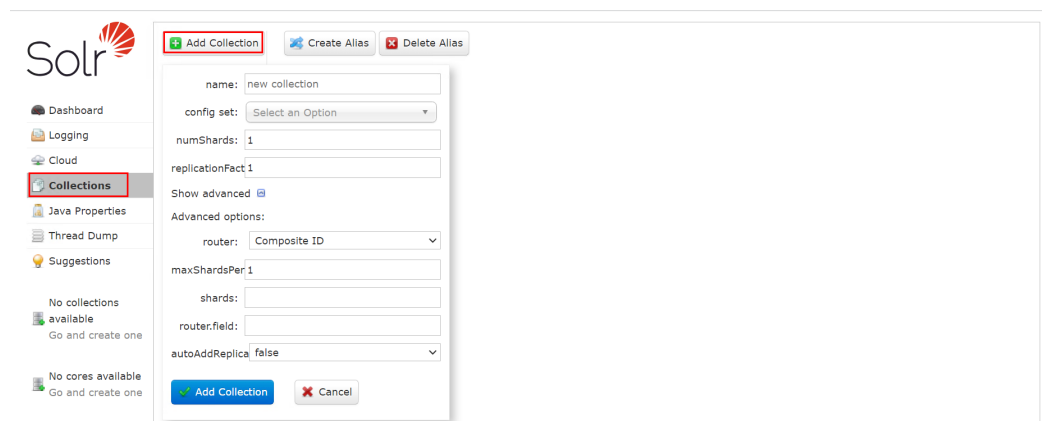 Solr
Dashboard
Logging
Cloud
Collections
Java Properties
Thread Dump
Suggestions
No collections
available
Go and create one
No cores available
Go and create one
Add Collection Create Alias Delete Alias
name: new collection
config set: Select an Option
numShards: 1
replicationFact 1
Show advanced
Advanced options:
router: Composite ID
maxShardsPer 1
shards:
router.field:
autoAddReplica false
Add Collection Cancel